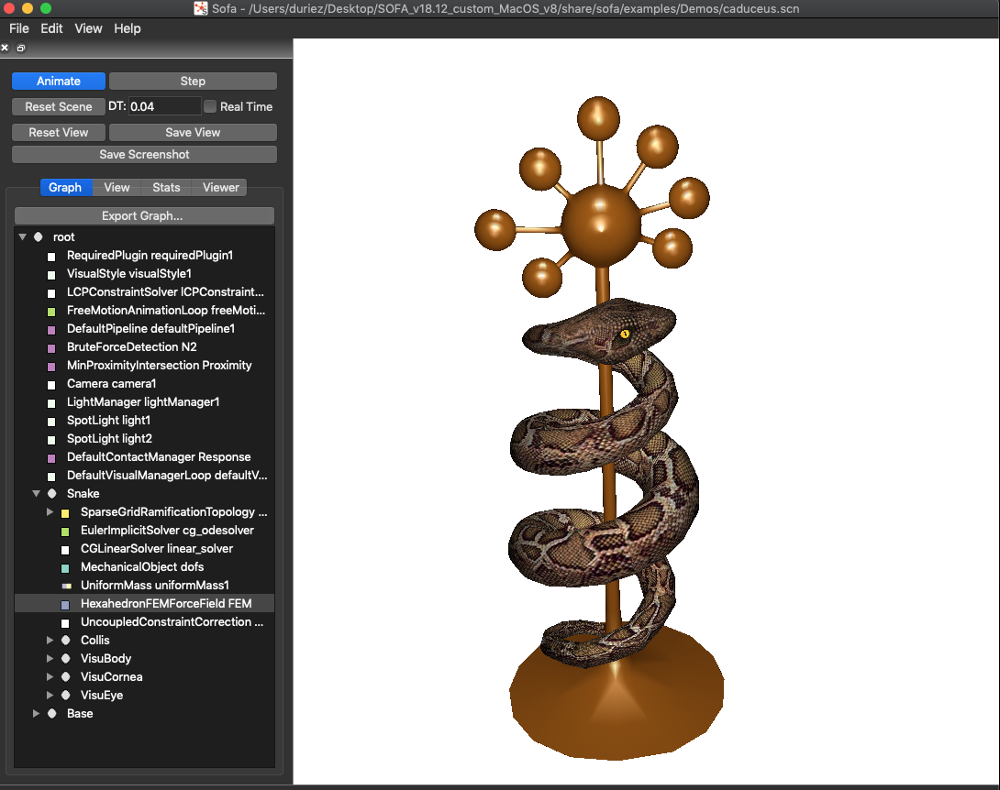 Sofa - /Users/duriez/Desktop/SOFA_v18.12_custom_MacOS_v8/share/sofa/examples/Demos/caduceus.scn
File Edit View Help
Animate Step
Reset Scene DT: 0.04 Real Time
Reset View Save View
Save Screenshot
Graph View Stats Viewer
Export Graph...
root
RequiredPlugin requiredPlugin1
VisualStyle visualStyle1
LCPConstraintSolver lCPConstraint...
FreeMotionAnimationLoop freeMoti...
DefaultPipeline defaultPipeline1
BruteForceDetection N2
MinProximityIntersection Proximity
Camera camera1
LightManager lightManager1
SpotLight light1
SpotLight light2
DefaultContactManager Response
DefaultVisualManagerLoop defaultV...
Snake
SparseGridRamificationTopology ...
EulerImplicitSolver cg_odesolver
CGLinearSolver linear_solver
MechanicalObject dofs
UniformMass uniformMass1
HexahedronFEMForceField FEM
UncoupledConstraintCorrection ...
Collis
VisuBody
VisuCornea
VisuEye
Base